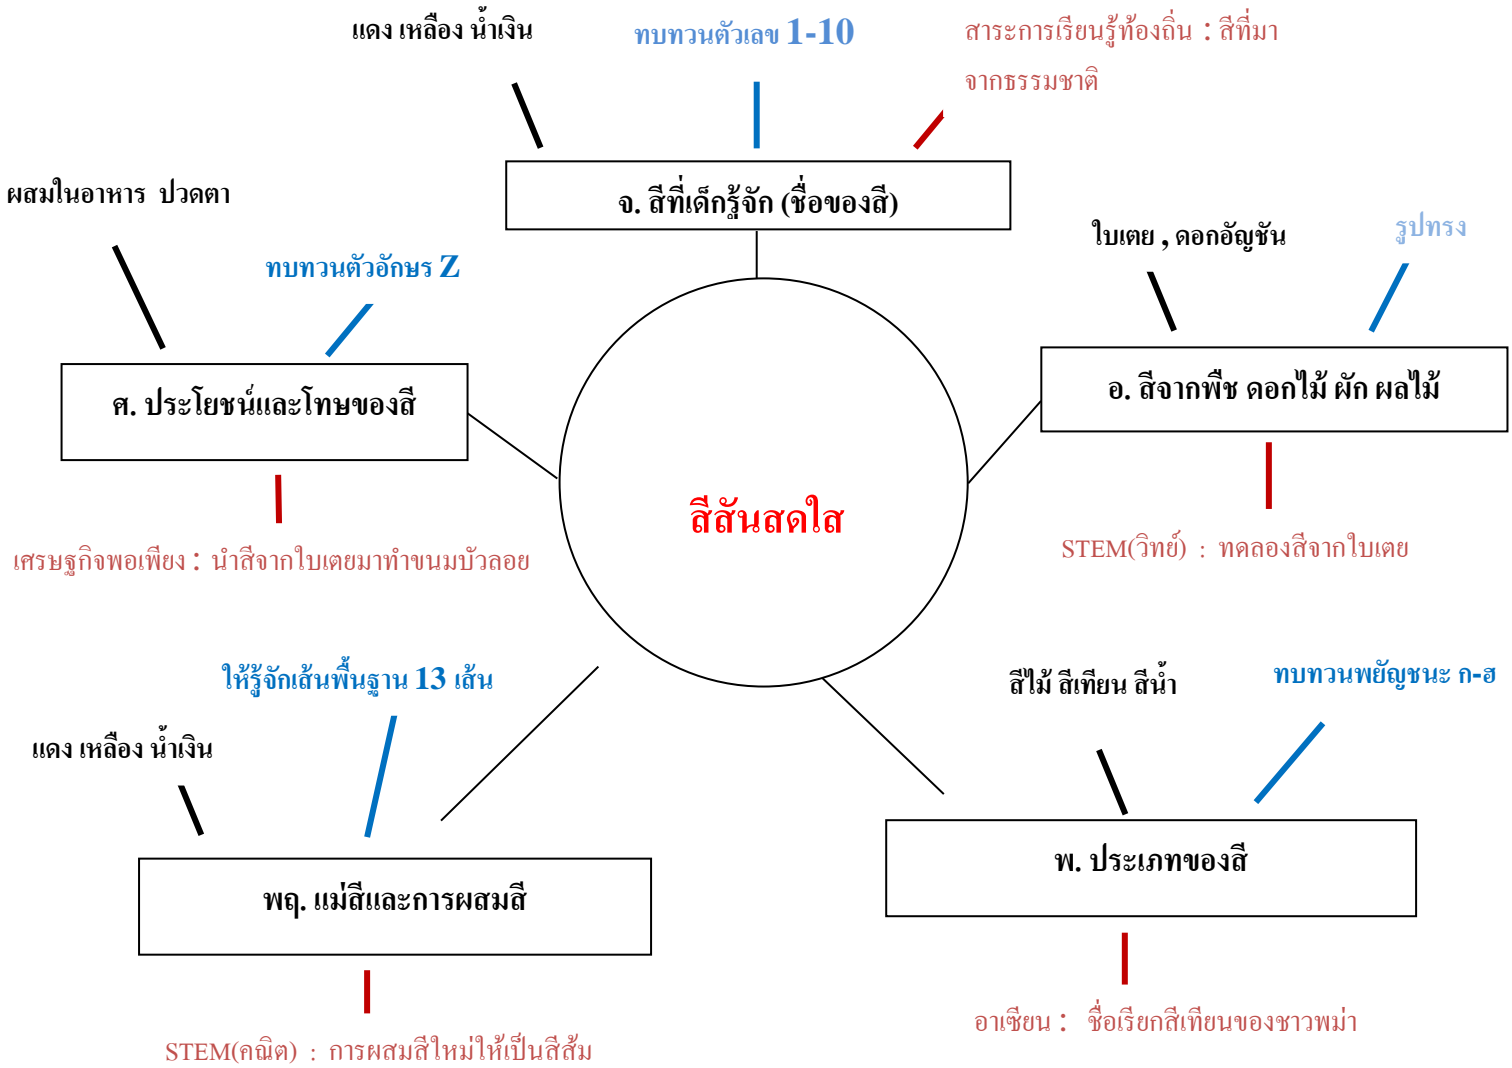 แดง เหลือง น้ำเงิน
ทบทวนตัวเลข 1-10
สาระการเรียนรู้ท้องถิ่น : สีที่มา
จากธรรมชาติ
จ. สีที่เด็กรู้จัก (ชื่อของสี)
ผสมในอาหาร ปวดตา
ทบทวนตัวอักษร Z
ศ. ประโยชน์และโทษของสี
เศรษฐกิจพอเพียง : นำสีจากใบเตยมาทำขนมบัวลอย
ใบเตย , ดอกอัญชัน
รูปทรง
อ. สีจากพืช ดอกไม้ ผัก ผลไม้
STEM(วิทย์) : ทดลองสีจากใบเตย
สีสันสดใส
ให้รู้จักเส้นพื้นฐาน 13 เส้น
แดง เหลือง น้ำเงิน
พฤ. แม่สีและการผสมสี
STEM(คณิต) : การผสมสีใหม่ให้เป็นสีส้ม
สีไม้ สีเทียน สีน้ำ
ทบทวนพยัญชนะ ก-ฮ
พ. ประเภทของสี
อาเซียน : ชื่อเรียกสีเทียนของชาวพม่า